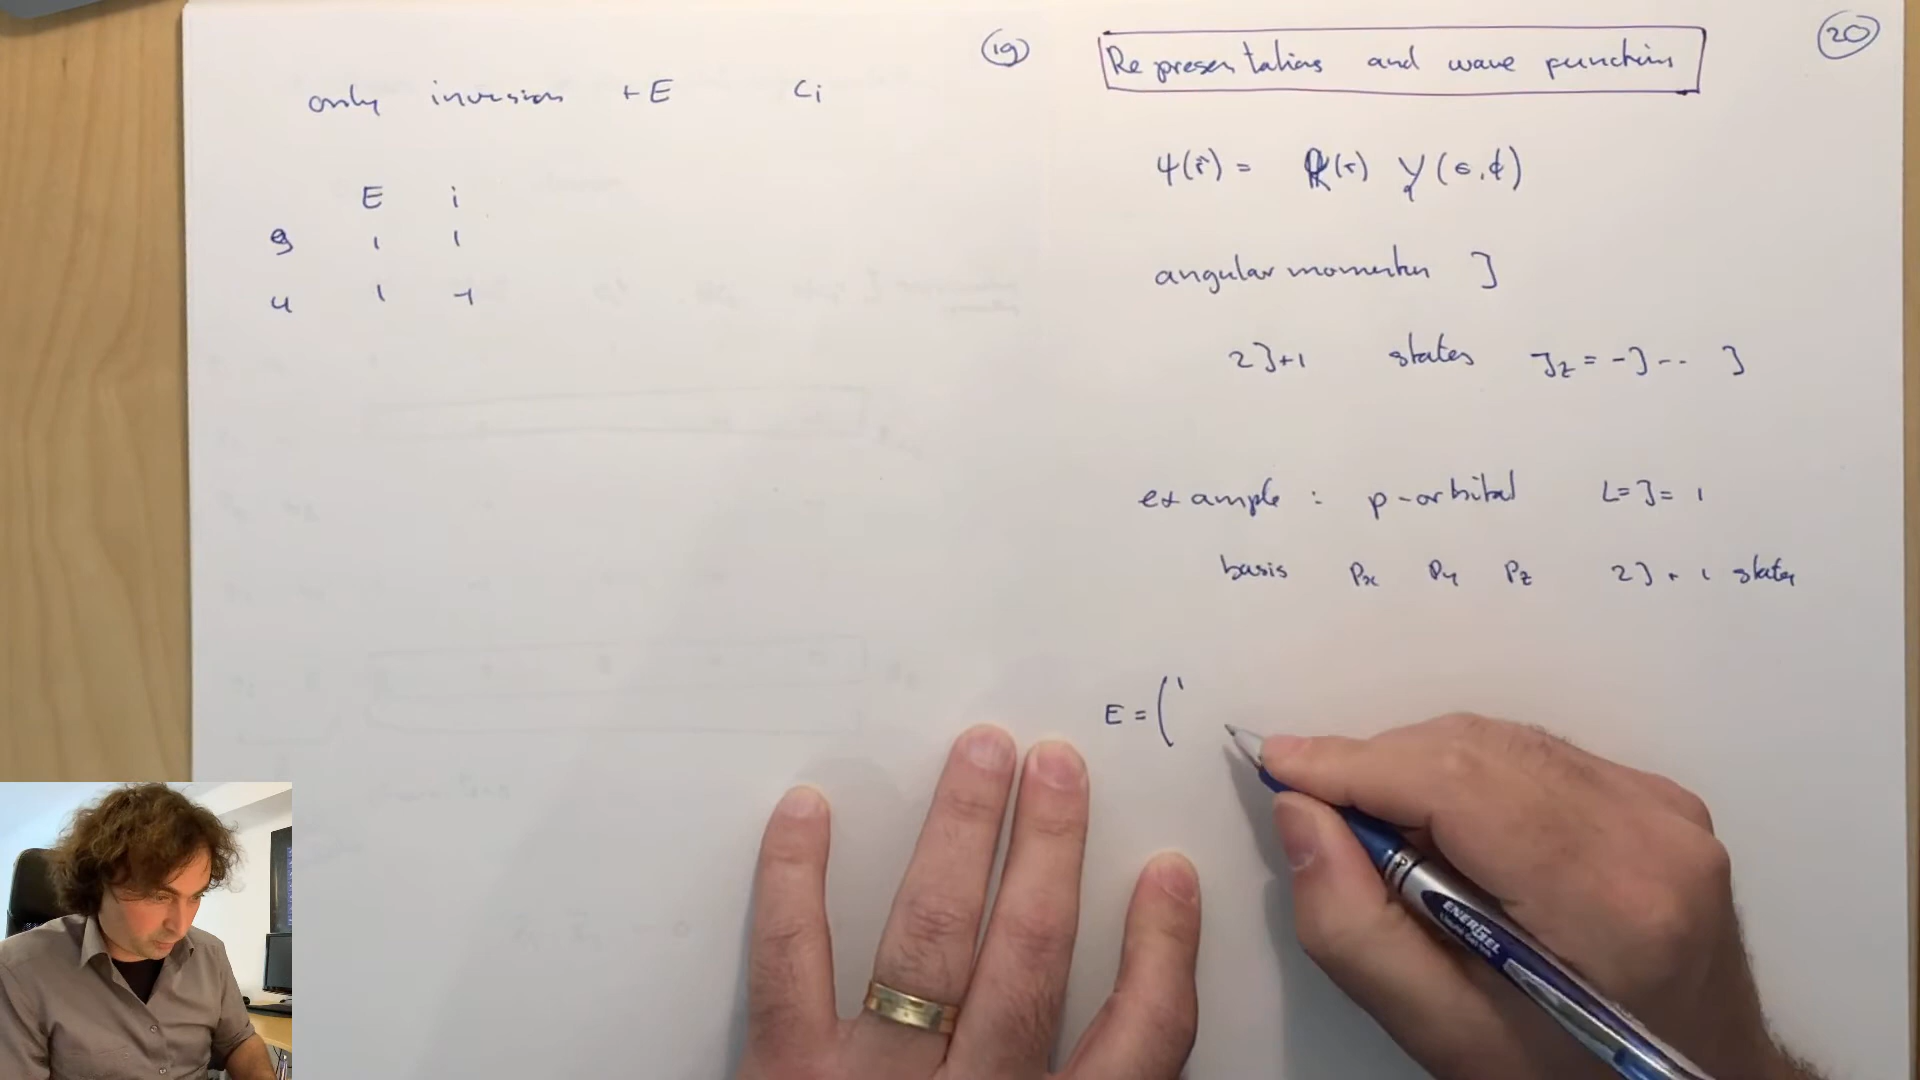 19
only inversion + E Ci
E i
g 1 1
u 1 -1
20
Representations and wave functions
ψ(r⃗) = R(r) Y(θ,φ)
angular momentum J
2J+1 states Jz = -J-- J
example : p-orbital L=J= 1
basis Px Py Pz 2J + 1 states
E = ( 1
ENERGEL